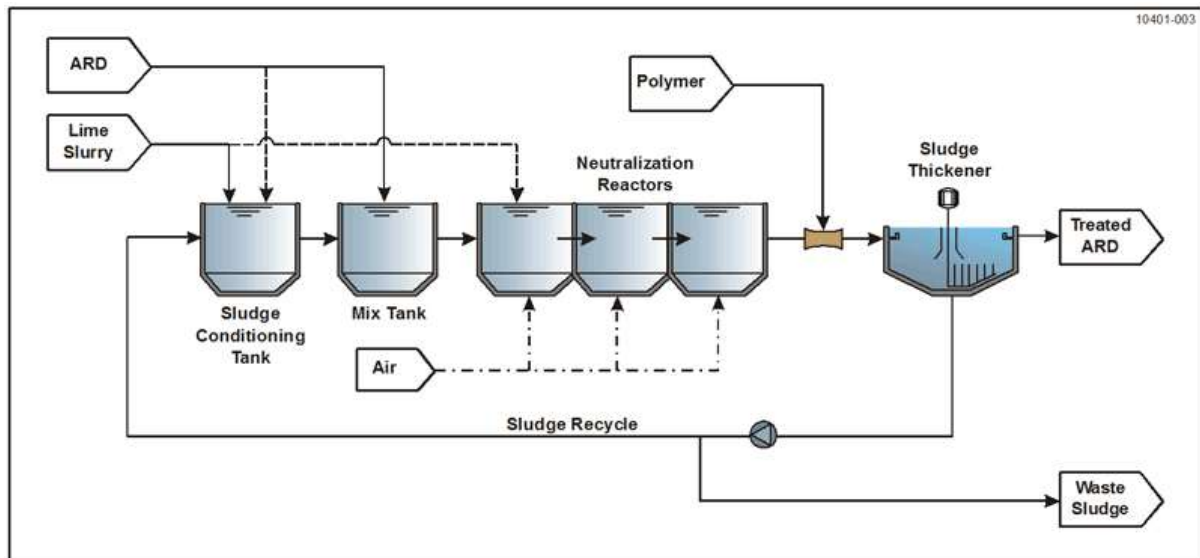 10401-003
ARD
Lime
Slurry
Polymer
Neutralization
Reactors
Sludge
Thickener
Treated
ARD
Sludge
Conditioning
Tank
Mix Tank
Air
Sludge Recycle
Waste
Sludge